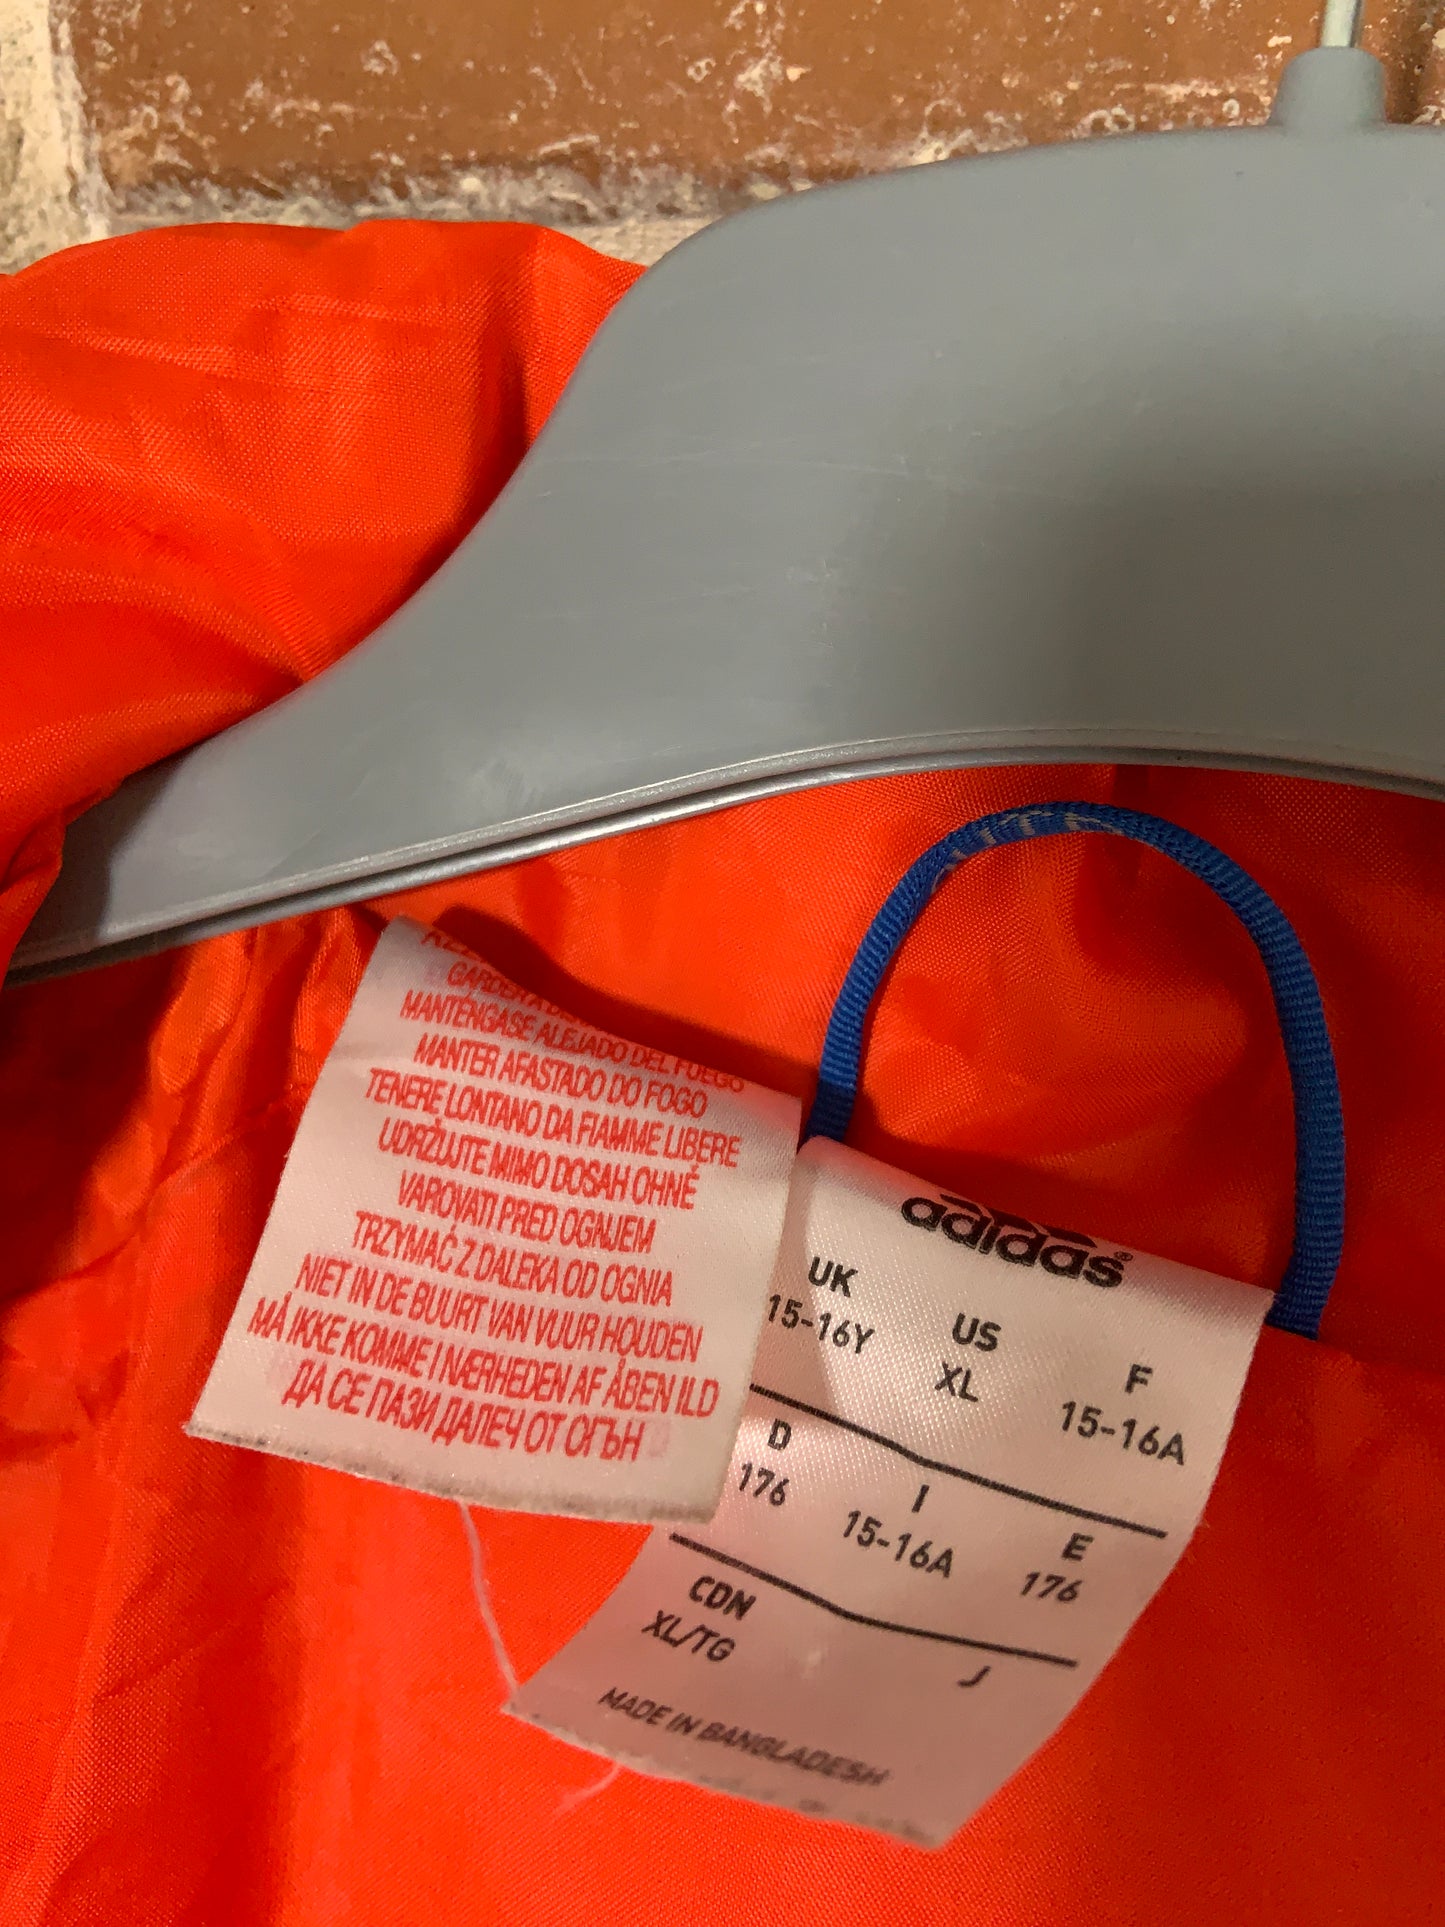 MANTÉNGASE ALEJADO DEL FUEGO
MANTER AFASTADO DO FOGO
TENERE LONTANO DA FIAMME LIBERE
UDRŽUJTE MIMO DOSAH OHNĚ
VAROVATI PRED OGNJEM
TRZYMAĆ Z DALEKA OD OGNIA
NIET IN DE BUURT VAN VUUR HOUDEN
MÅ IKKE KOMME I NÆRHEDEN AF ÅBEN ILD
ДА СЕ ПАЗИ ДАЛЕЧ ОТ ОГЪН
adidas®
UK US F
15-16Y XL 15-16A
D I E
176 15-16A 176
CDN J
XL/TG
MADE IN BANGLADESH